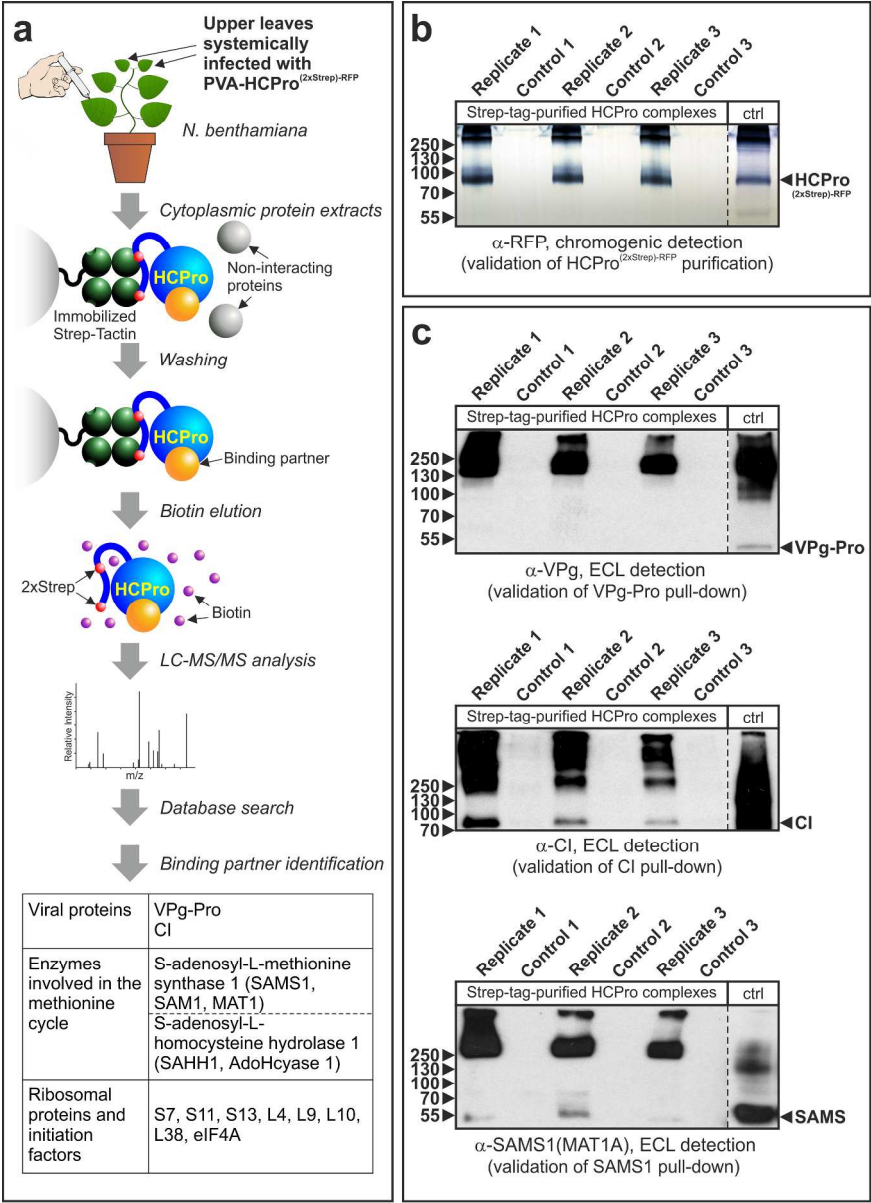 a
Upper leaves
systemically
infected with
PVA-HCPro(2xStrep)-RFP
N. benthamiana
Cytoplasmic protein extracts
HCPro
Non-interacting
proteins
Immobilized
Strep-Tactin
Washing
HCPro
Binding partner
Biotin elution
2xStrep
HCPro
Biotin
LC-MS/MS analysis
Relative Intensity
m/z
Database search
Binding partner identification
Viral proteins
VPg-Pro
CI
Enzymes
involved in the
methionine
cycle
S-adenosyl-L-methionine
synthase 1 (SAMS1,
SAM1, MAT1)
S-adenosyl-L-
homocysteine hydrolase 1
(SAHH1, AdoHcyase 1)
Ribosomal
proteins and
initiation
factors
S7, S11, S13, L4, L9, L10,
L38, eIF4A
b
Replicate 1
Control 1
Replicate 2
Control 2
Replicate 3
Control 3
Strep-tag-purified HCPro complexes
ctrl
250
130
100
70
55
HCPro
(2xStrep)-RFP
α-RFP, chromogenic detection
(validation of HCPro(2xStrep)-RFP purification)
c
Replicate 1
Control 1
Replicate 2
Control 2
Replicate 3
Control 3
Strep-tag-purified HCPro complexes
ctrl
250
130
100
70
55
VPg-Pro
α-VPg, ECL detection
(validation of VPg-Pro pull-down)
Replicate 1
Control 1
Replicate 2
Control 2
Replicate 3
Control 3
Strep-tag-purified HCPro complexes
ctrl
250
130
100
70
CI
α-CI, ECL detection
(validation of CI pull-down)
Replicate 1
Control 1
Replicate 2
Control 2
Replicate 3
Control 3
Strep-tag-purified HCPro complexes
ctrl
250
130
100
70
55
SAMS
α-SAMS1(MAT1A), ECL detection
(validation of SAMS1 pull-down)